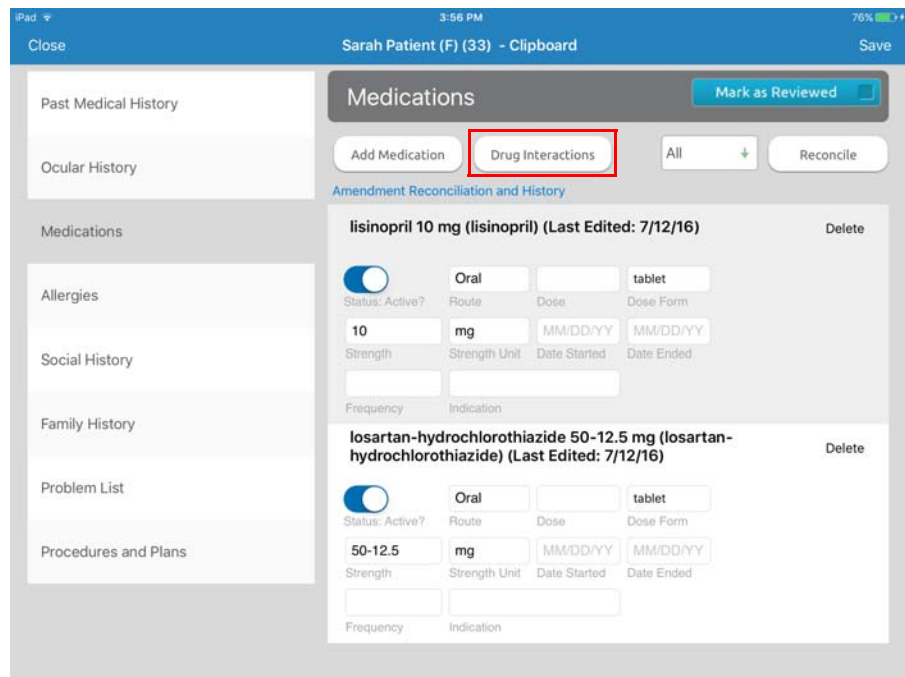 iPad 3:56 PM 76%
Close Sarah Patient (F) (33) - Clipboard Save
Past Medical History
Ocular History
Medications
Allergies
Social History
Family History
Problem List
Procedures and Plans
Medications Mark as Reviewed
Add Medication Drug Interactions All Reconcile
Amendment Reconciliation and History
lisinopril 10 mg (lisinopril) (Last Edited: 7/12/16) Delete
Oral tablet
Status: Active? Route Dose Dose Form
10 mg MM/DD/YY MM/DD/YY
Strength Strength Unit Date Started Date Ended
Frequency Indication
losartan-hydrochlorothiazide 50-12.5 mg (losartan-
hydrochlorothiazide) (Last Edited: 7/12/16) Delete
Oral tablet
Status: Active? Route Dose Dose Form
50-12.5 mg MM/DD/YY MM/DD/YY
Strength Strength Unit Date Started Date Ended
Frequency Indication